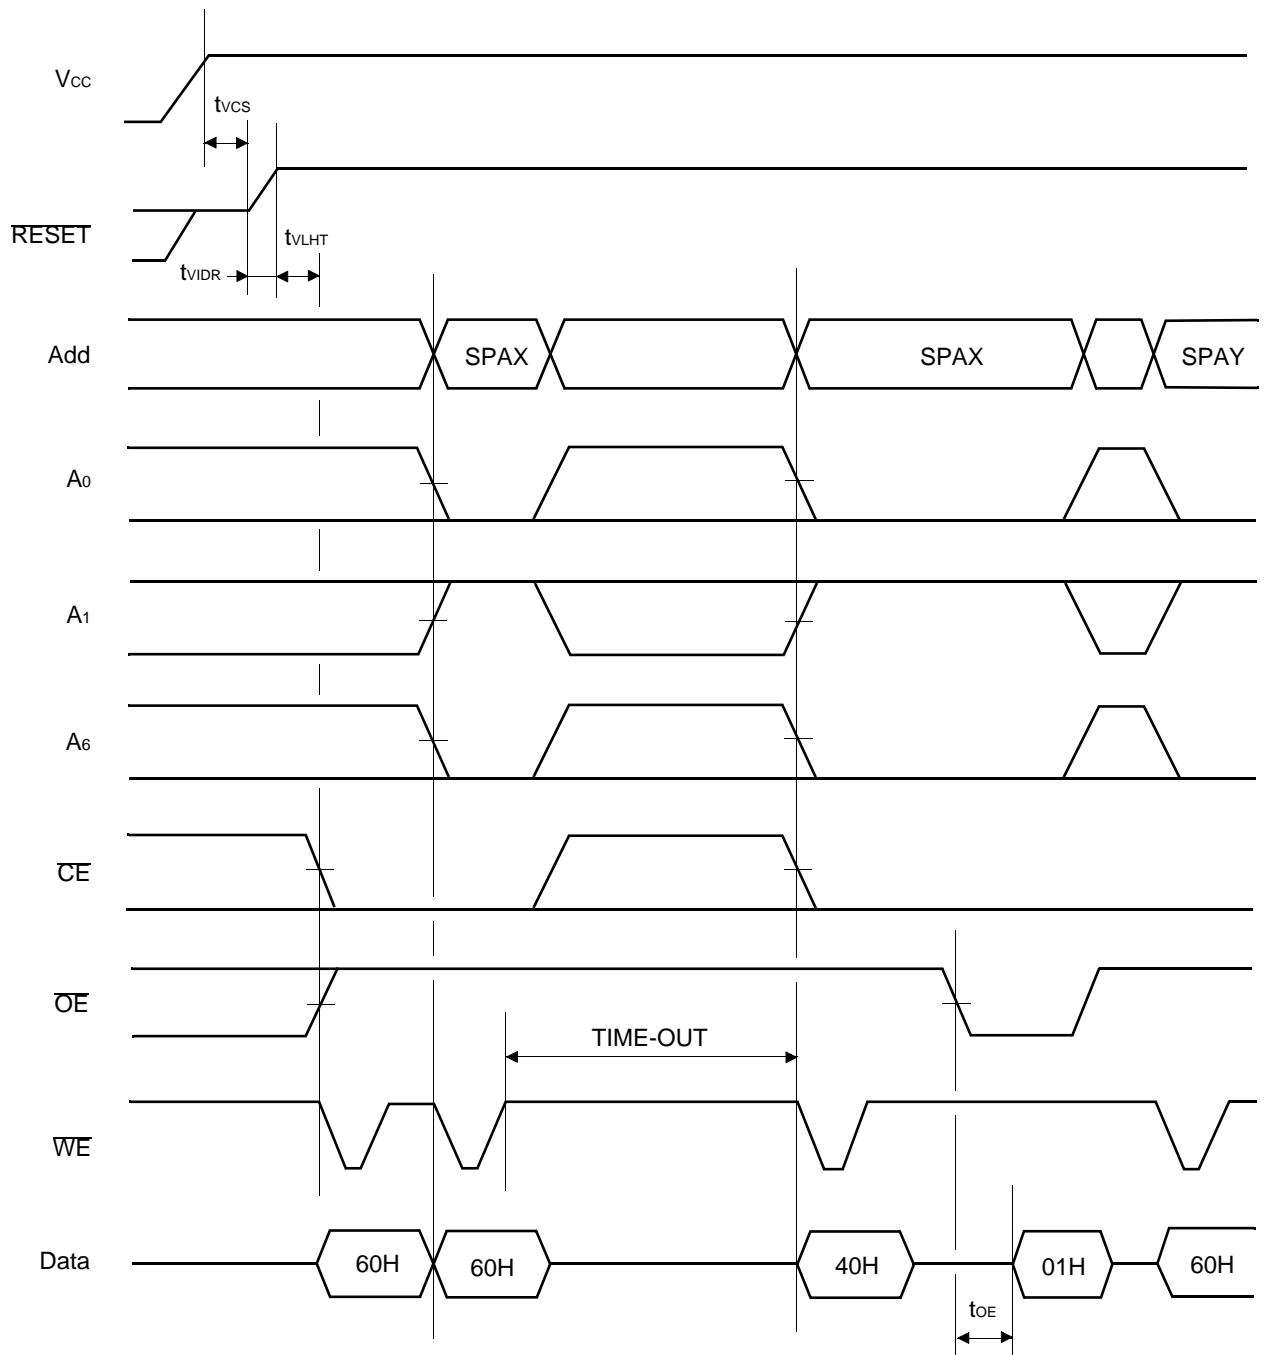 VCC
tVCS
RESET
tVLHT
tVIDR
Add
SPAX
SPAX
SPAY
A0
A1
A6
CE
OE
TIME-OUT
WE
Data
60H
60H
40H
01H
60H
tOE